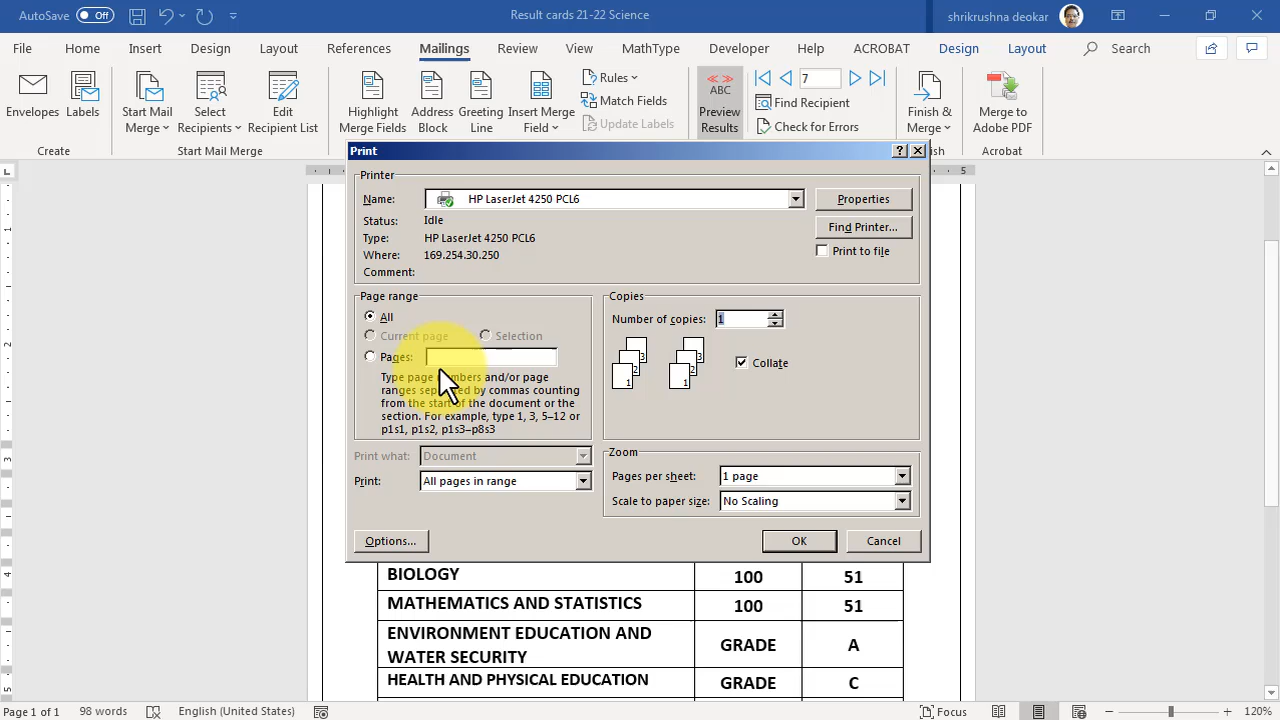 AutoSave Off Result cards 21-22 Science shrikrushna deokar
File Home Insert Design Layout References Mailings Review View MathType Developer Help ACROBAT Design Layout Search
Envelopes Labels Start Mail Merge Select Recipients Edit Recipient List Highlight Merge Fields Address Block Greeting Line Insert Merge Field Rules Match Fields Update Labels ABC Preview Results 7 Find Recipient Check for Errors Finish & Merge Merge to Adobe PDF
Create Start Mail Merge Acrobat
Print
Printer
Name: HP LaserJet 4250 PCL6 Properties
Status: Idle Find Printer...
Type: HP LaserJet 4250 PCL6
Where: 169.254.30.250 Print to file
Comment:
Page range
All
Current page Selection
Pages:
Type page numbers and/or page
ranges separated by commas counting
from the start of the document or the
section. For example, type 1, 3, 5–12 or
p1s1, p1s2, p1s3–p8s3
Copies
Number of copies: 1
3 2 1 3 2 1 Collate
Print what: Document
Print: All pages in range
Zoom
Pages per sheet: 1 page
Scale to paper size: No Scaling
Options... OK Cancel
BIOLOGY 100 51
MATHEMATICS AND STATISTICS 100 51
ENVIRONMENT EDUCATION AND
WATER SECURITY GRADE A
HEALTH AND PHYSICAL EDUCATION GRADE C
Page 1 of 1 98 words English (United States) Focus 120%